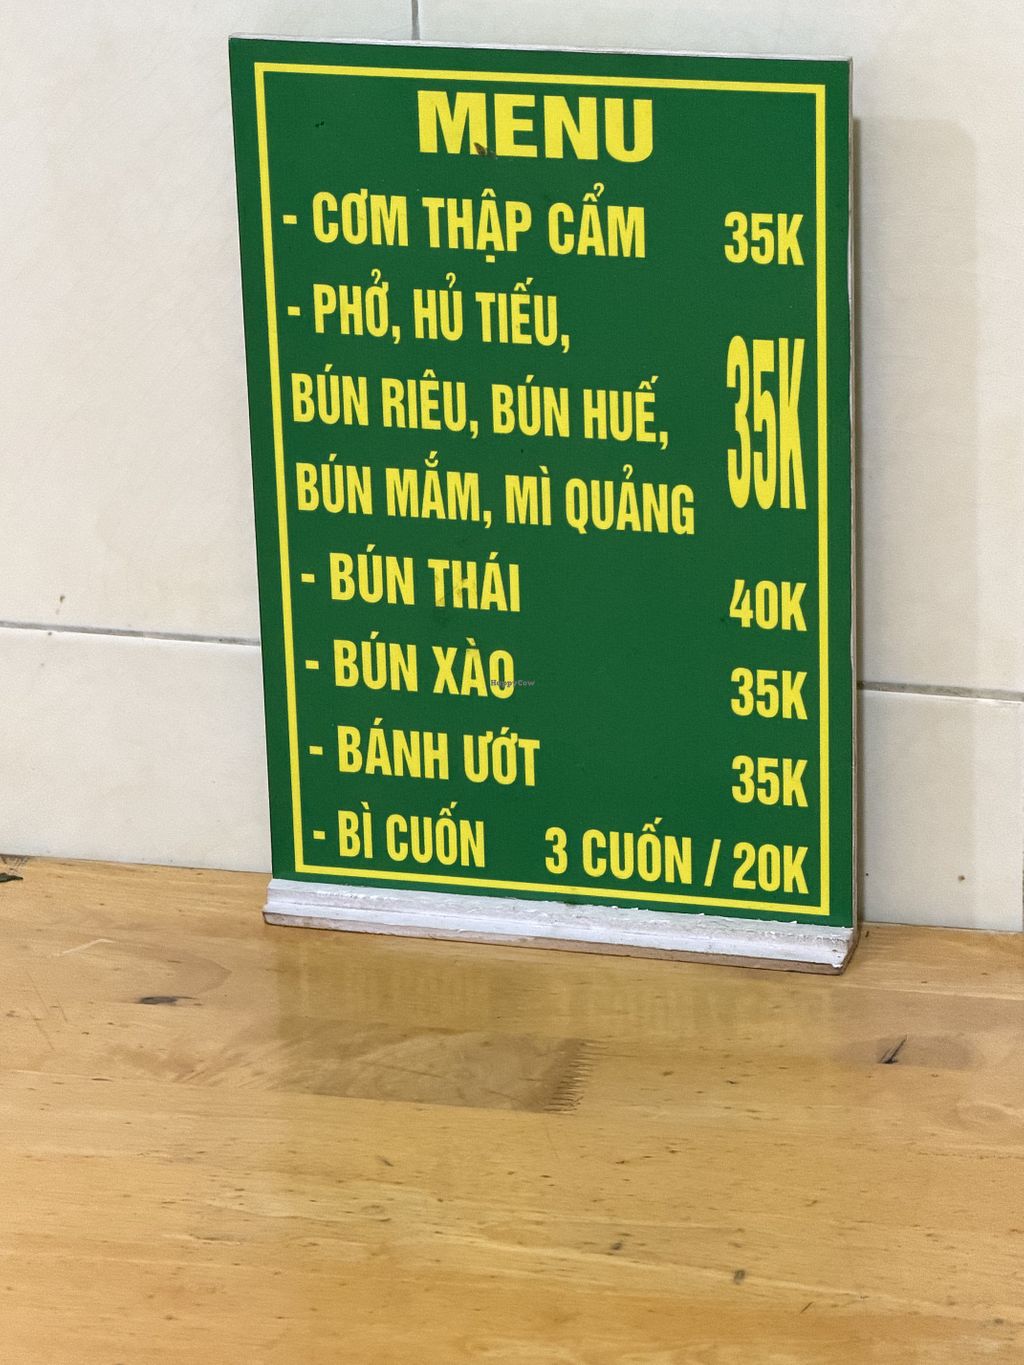 MENU
- CƠM THẬP CẨM 35K
- PHỞ, HỦ TIẾU,
BÚN RIÊU, BÚN HUẾ, 35K
BÚN MẮM, MÌ QUẢNG
- BÚN THÁI 40K
- BÚN XÀO 35K
HappyCow
- BÁNH ƯỚT 35K
- BÌ CUỐN 3 CUỐN / 20K